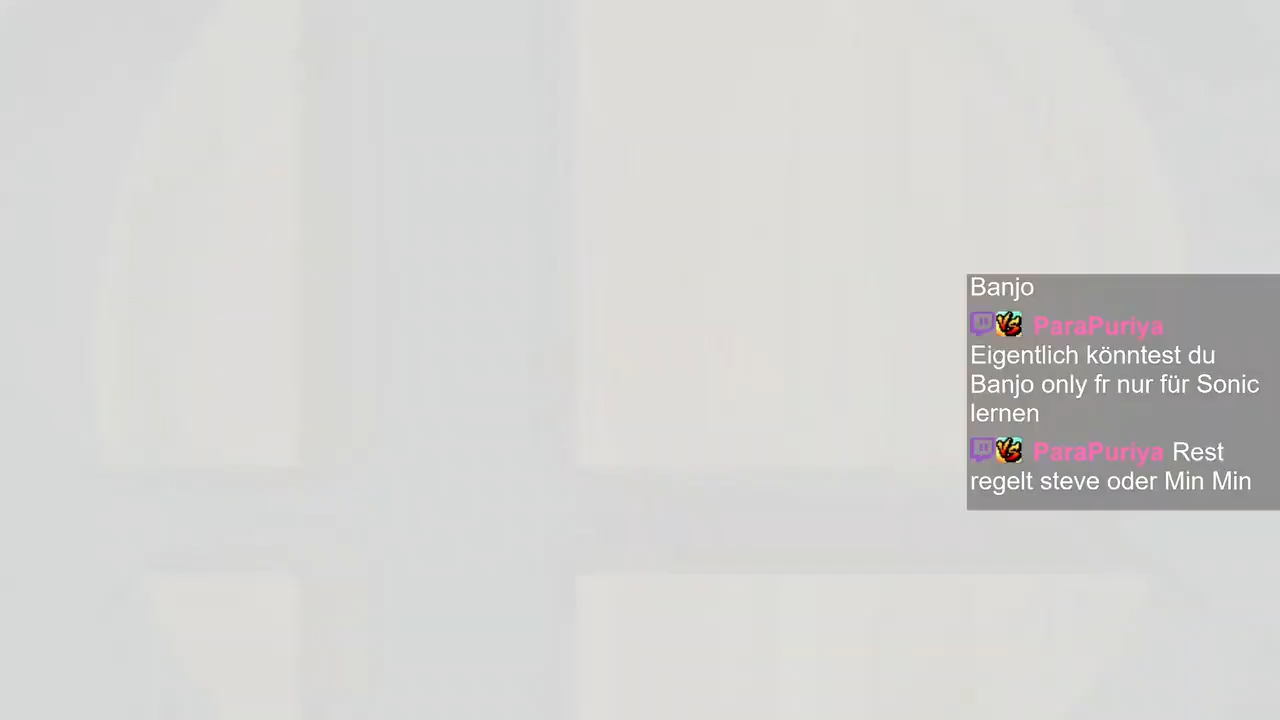 Banjo
ParaPuriya
Eigentlich könntest du
Banjo only fr nur für Sonic
lernen
ParaPuriya Rest
regelt steve oder Min Min